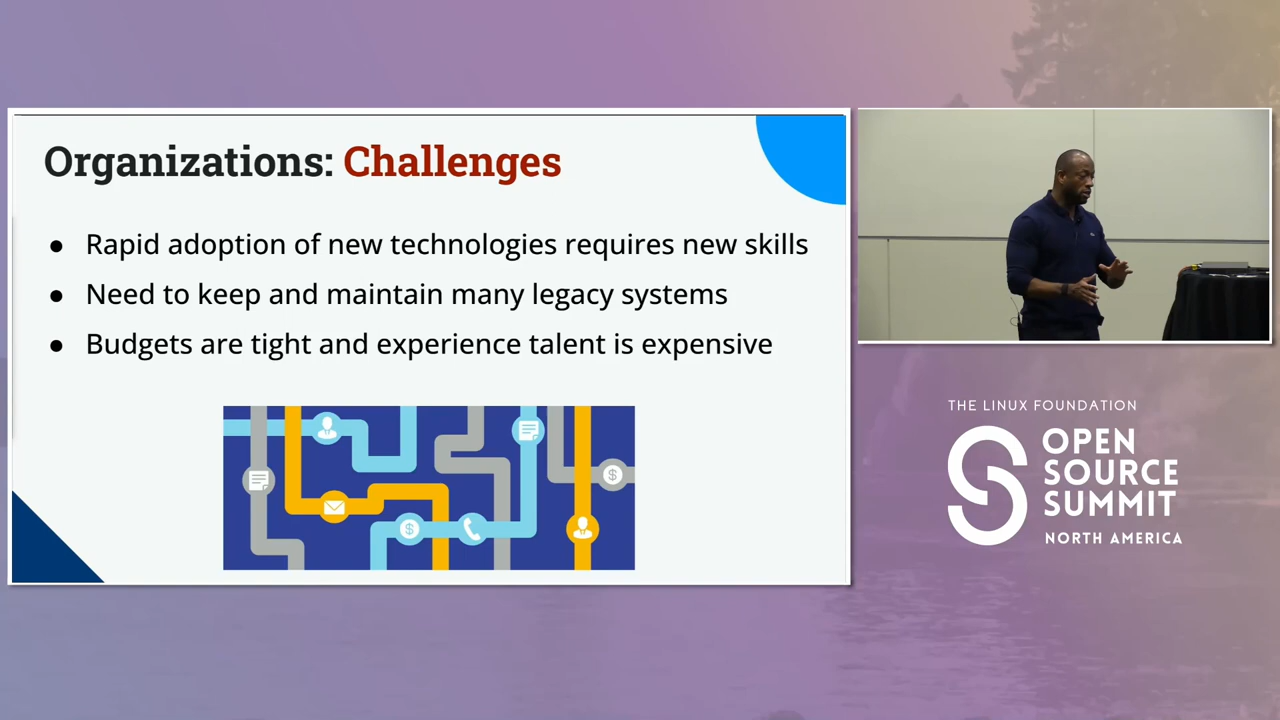 Organizations: Challenges
● Rapid adoption of new technologies requires new skills
● Need to keep and maintain many legacy systems
● Budgets are tight and experience talent is expensive
$
$
THE LINUX FOUNDATION
OPEN
SOURCE
SUMMIT
NORTH AMERICA